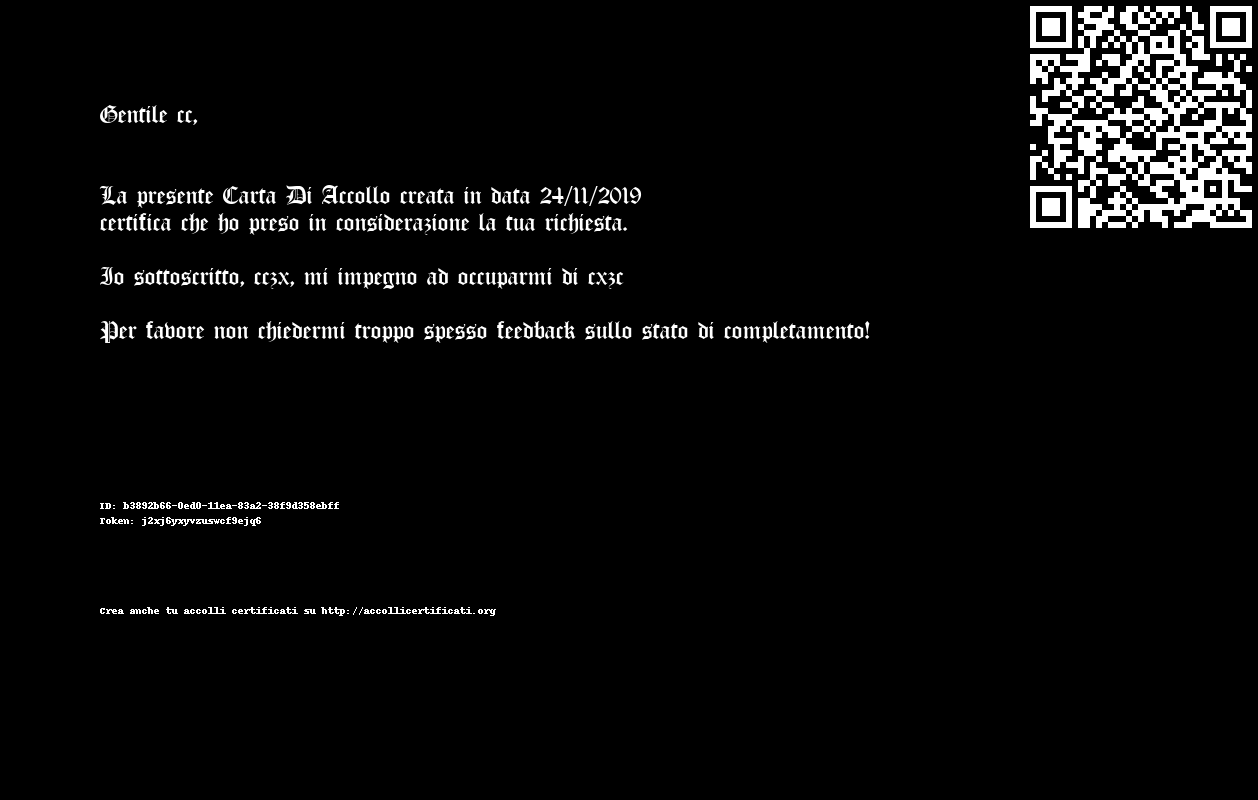 Gentile cc,
La presente Carta Di Accollo creata in data 24/11/2019
certifica che ho preso in considerazione la tua richiesta.
Io sottoscritto, cczx, mi impegno ad occuparmi di cxzc
Per favore non chiedermi troppo spesso feedback sullo stato di completamento!
ID: b3892b66-0ed0-11ea-83a2-38f9d358ebff
Token: j2xj6yxyvzuswcf9ejq6
Crea anche tu accolli certificati su http://accollicertificati.org